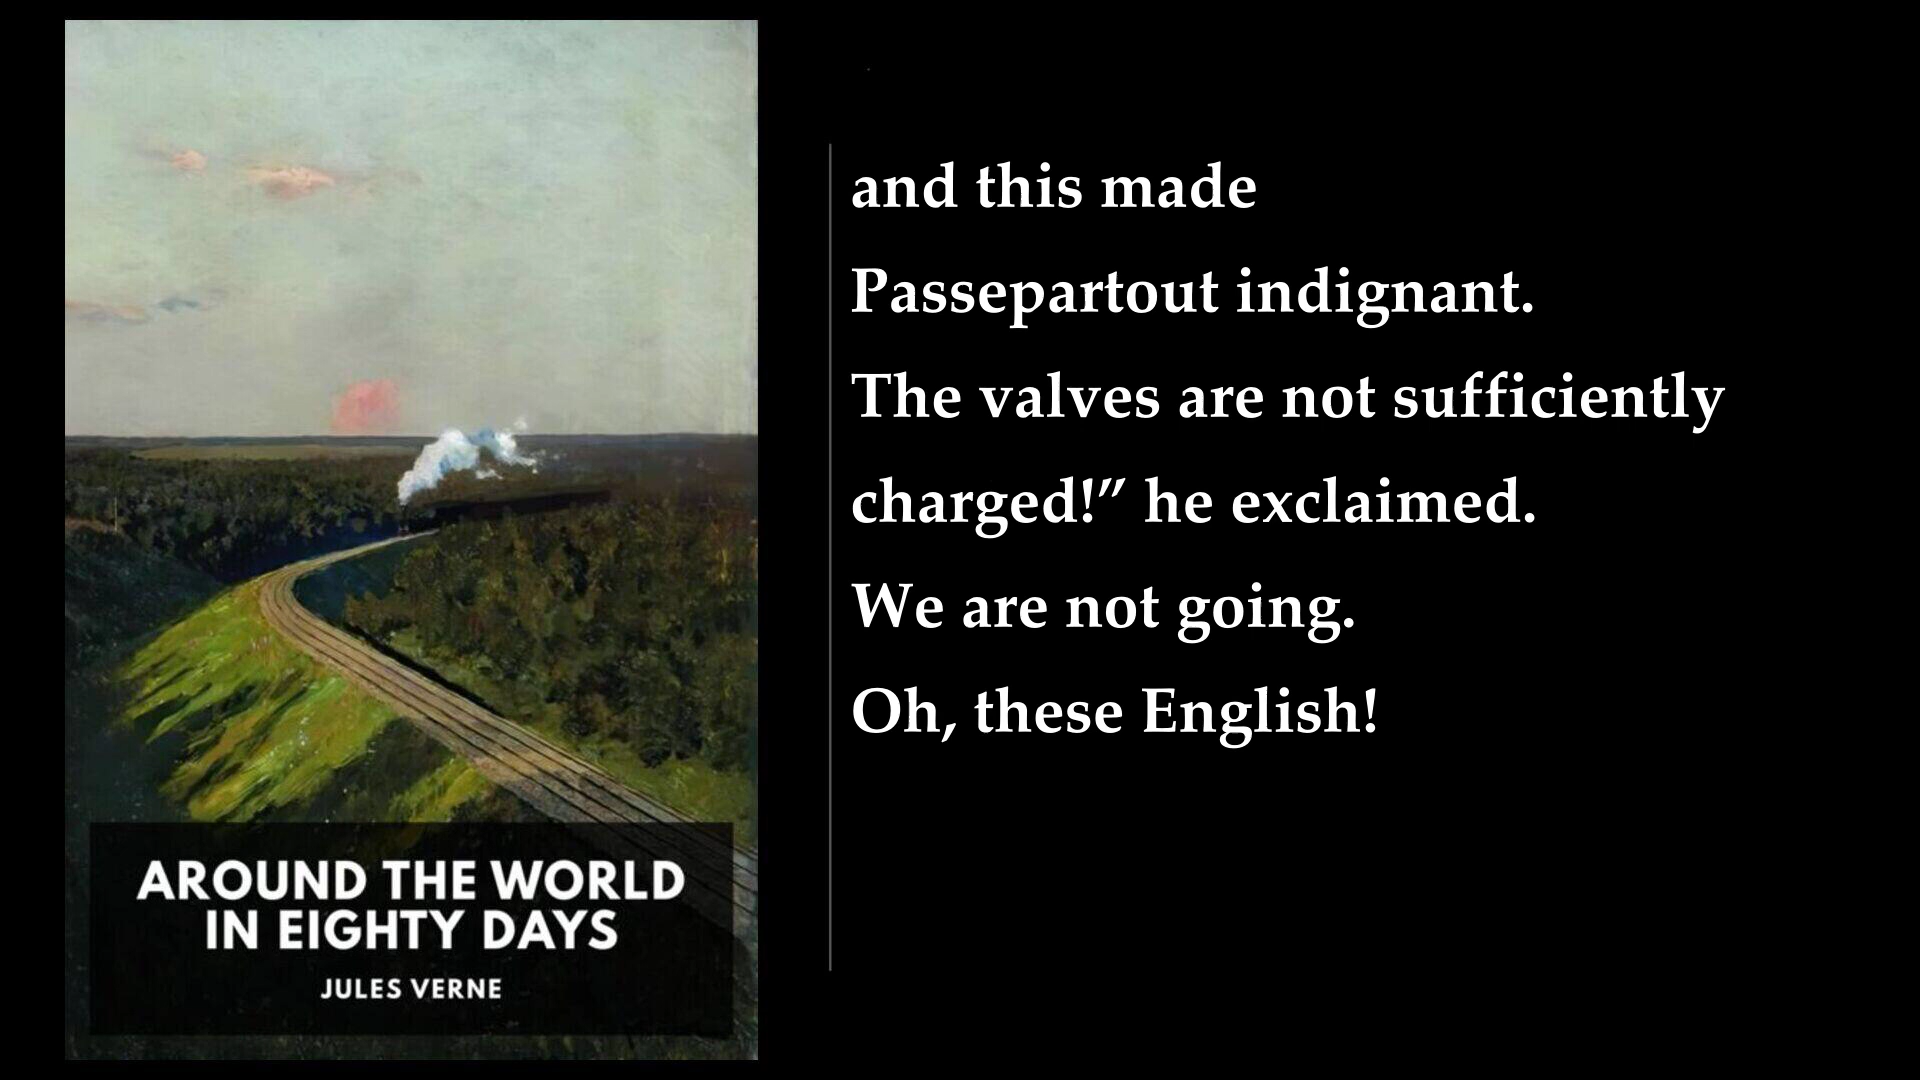 and this made
Passepartout indignant.
The valves are not sufficiently
charged!” he exclaimed.
We are not going.
Oh, these English!
AROUND THE WORLD
IN EIGHTY DAYS
JULES VERNE